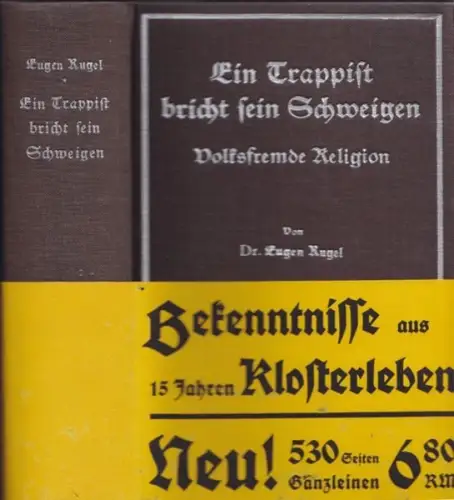 Eugen Rugel
Ein Trappiſt
bricht ſein
Schweigen
Ein Trappiſt
bricht ſein Schweigen
Volksfremde Religion
Von
Dr. Eugen Rugel
Bekenntniſſe aus
15 Jahren Kloſterleben
Neu! 530 Seiten 6 80
Gänzleinen RM